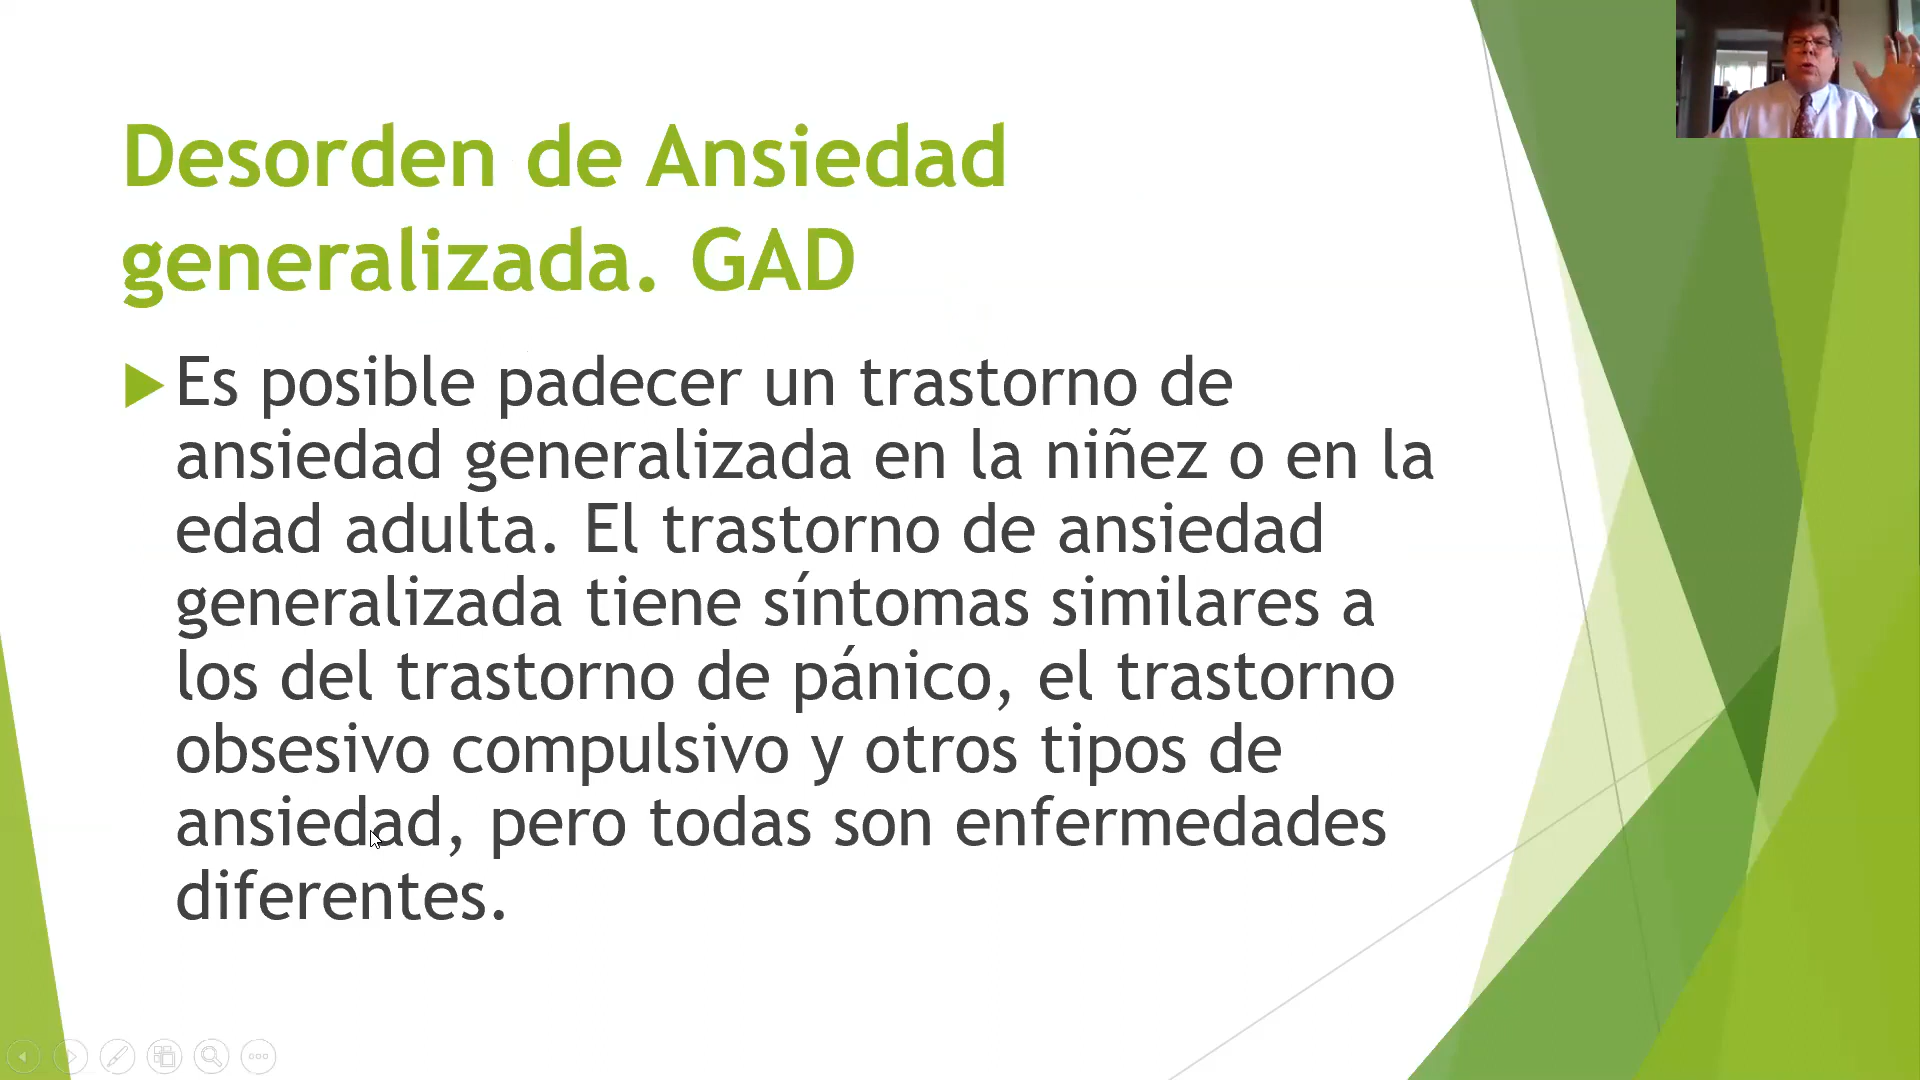 Desorden de Ansiedad
generalizada. GAD
Es posible padecer un trastorno de
ansiedad generalizada en la niñez o en la
edad adulta. El trastorno de ansiedad
generalizada tiene síntomas similares a
los del trastorno de pánico, el trastorno
obsesivo compulsivo y otros tipos de
ansiedad, pero todas son enfermedades
diferentes.